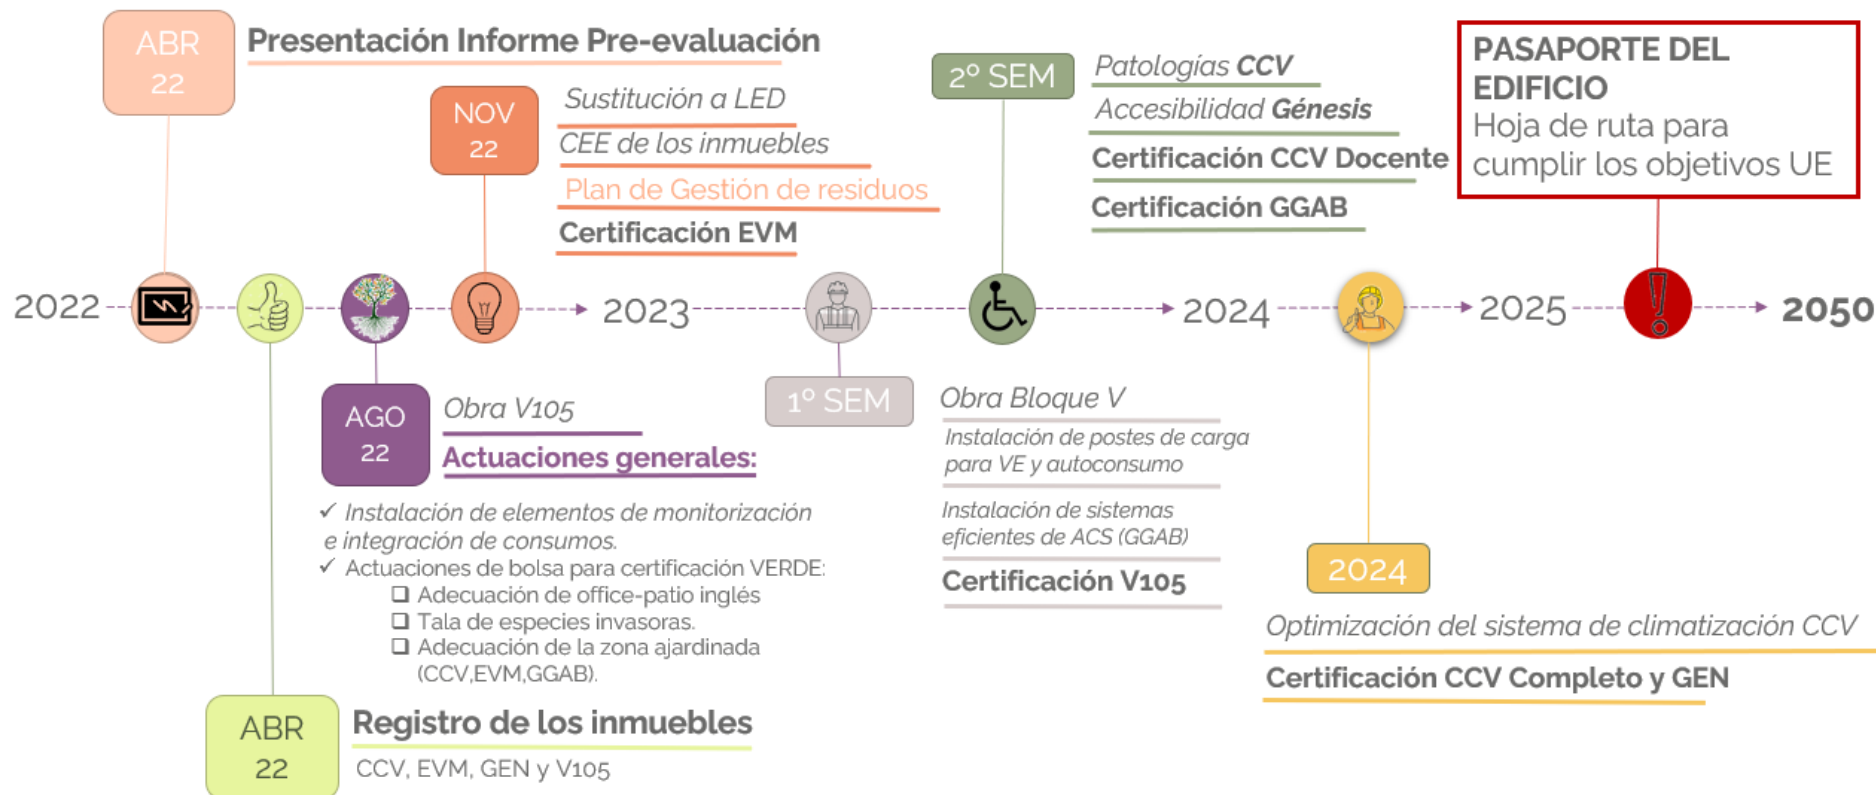 ABR
22
Presentación Informe Pre-evaluación
NOV
22
Sustitución a LED
CEE de los inmuebles
Plan de Gestión de residuos
Certificación EVM
2º SEM
Patologías CCV
Accesibilidad Génesis
Certificación CCV Docente
Certificación GGAB
PASAPORTE DEL
EDIFICIO
Hoja de ruta para
cumplir los objetivos UE
2022
2023
2024
2025
2050
AGO
22
Obra V105
Actuaciones generales:
✓ Instalación de elementos de monitorización
e integración de consumos.
✓ Actuaciones de bolsa para certificación VERDE:
❑ Adecuación de office-patio inglés
❑ Tala de especies invasoras.
❑ Adecuación de la zona ajardinada
(CCV,EVM,GGAB).
1º SEM
Obra Bloque V
Instalación de postes de carga
para VE y autoconsumo
Instalación de sistemas
eficientes de ACS (GGAB)
Certificación V105
2024
Optimización del sistema de climatización CCV
Certificación CCV Completo y GEN
ABR
22
Registro de los inmuebles
CCV, EVM, GEN y V105